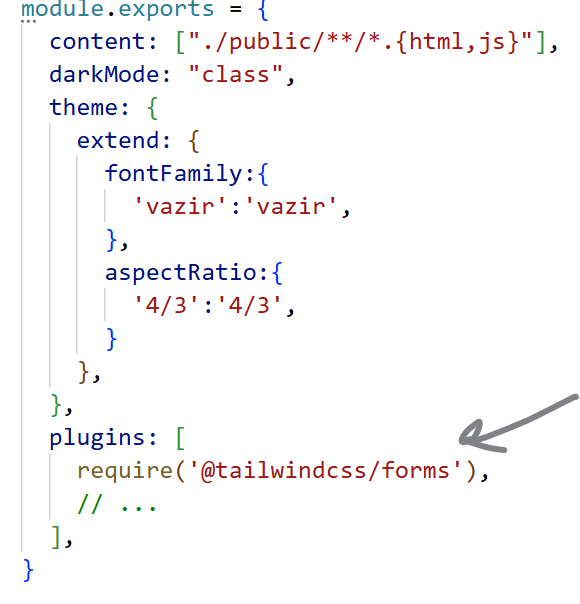 module.exports = {
content: ["./public/**/*.{html,js}"],
darkMode: "class",
theme: {
extend: {
fontFamily:{
'vazir':'vazir',
},
aspectRatio:{
'4/3':'4/3',
}
},
},
plugins: [
require('@tailwindcss/forms'),
// ...
],
}